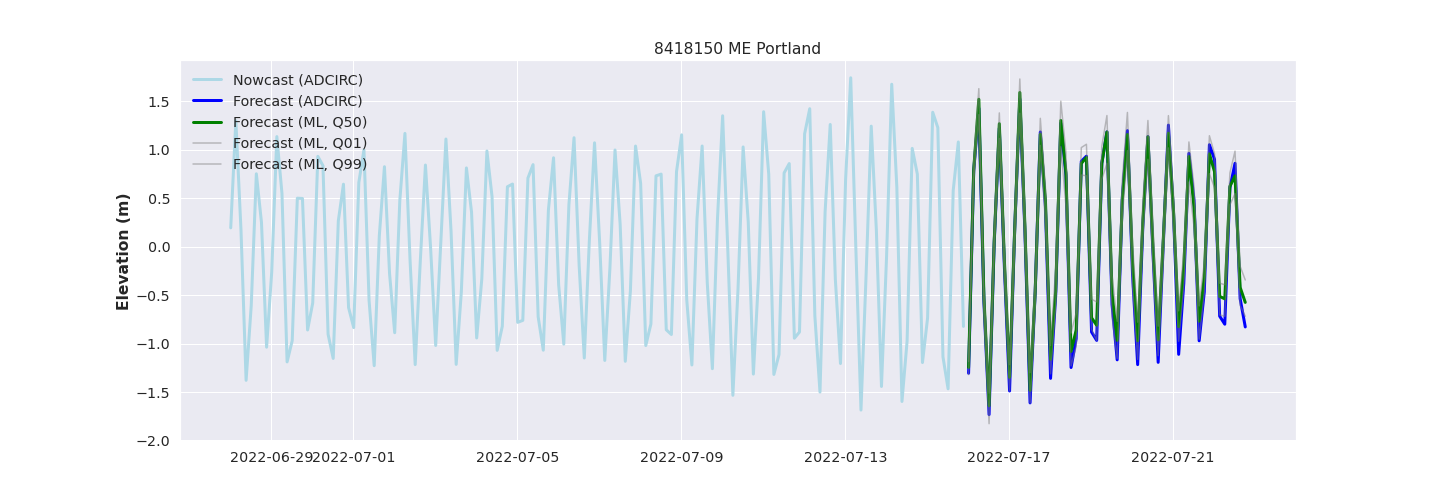 8418150 ME Portland
Nowcast (ADCIRC)
Forecast (ADCIRC)
Forecast (ML, Q50)
Forecast (ML, Q01)
Forecast (ML, Q99)
Elevation (m)
1.5
1.0
0.5
0.0
−0.5
−1.0
−1.5
−2.0
2022-06-29 2022-07-01 2022-07-05 2022-07-09 2022-07-13 2022-07-17 2022-07-21